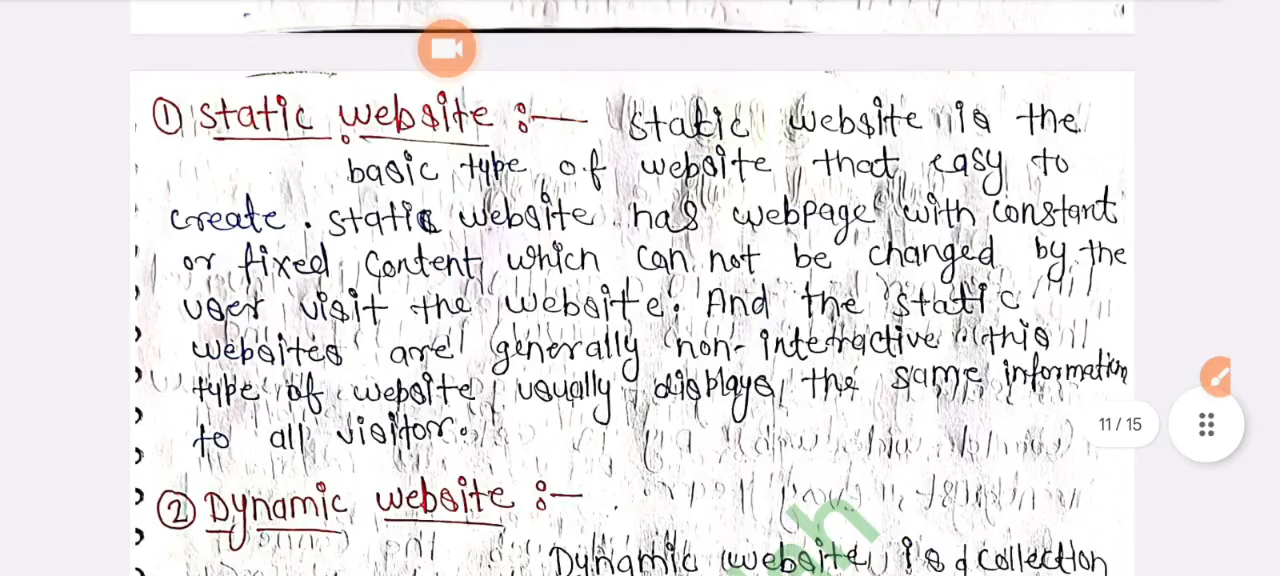 ① Static website :—  Static website is the
basic type of website that easy to
create. Static website has webpage with constant
or fixed content which can not be changed by the
user visit the website. And the static
websites are generally non-interractive this
type of website usually displays the same information
to all visitor.
11 / 15
② Dynamic website :—
Dynamic website is a collection